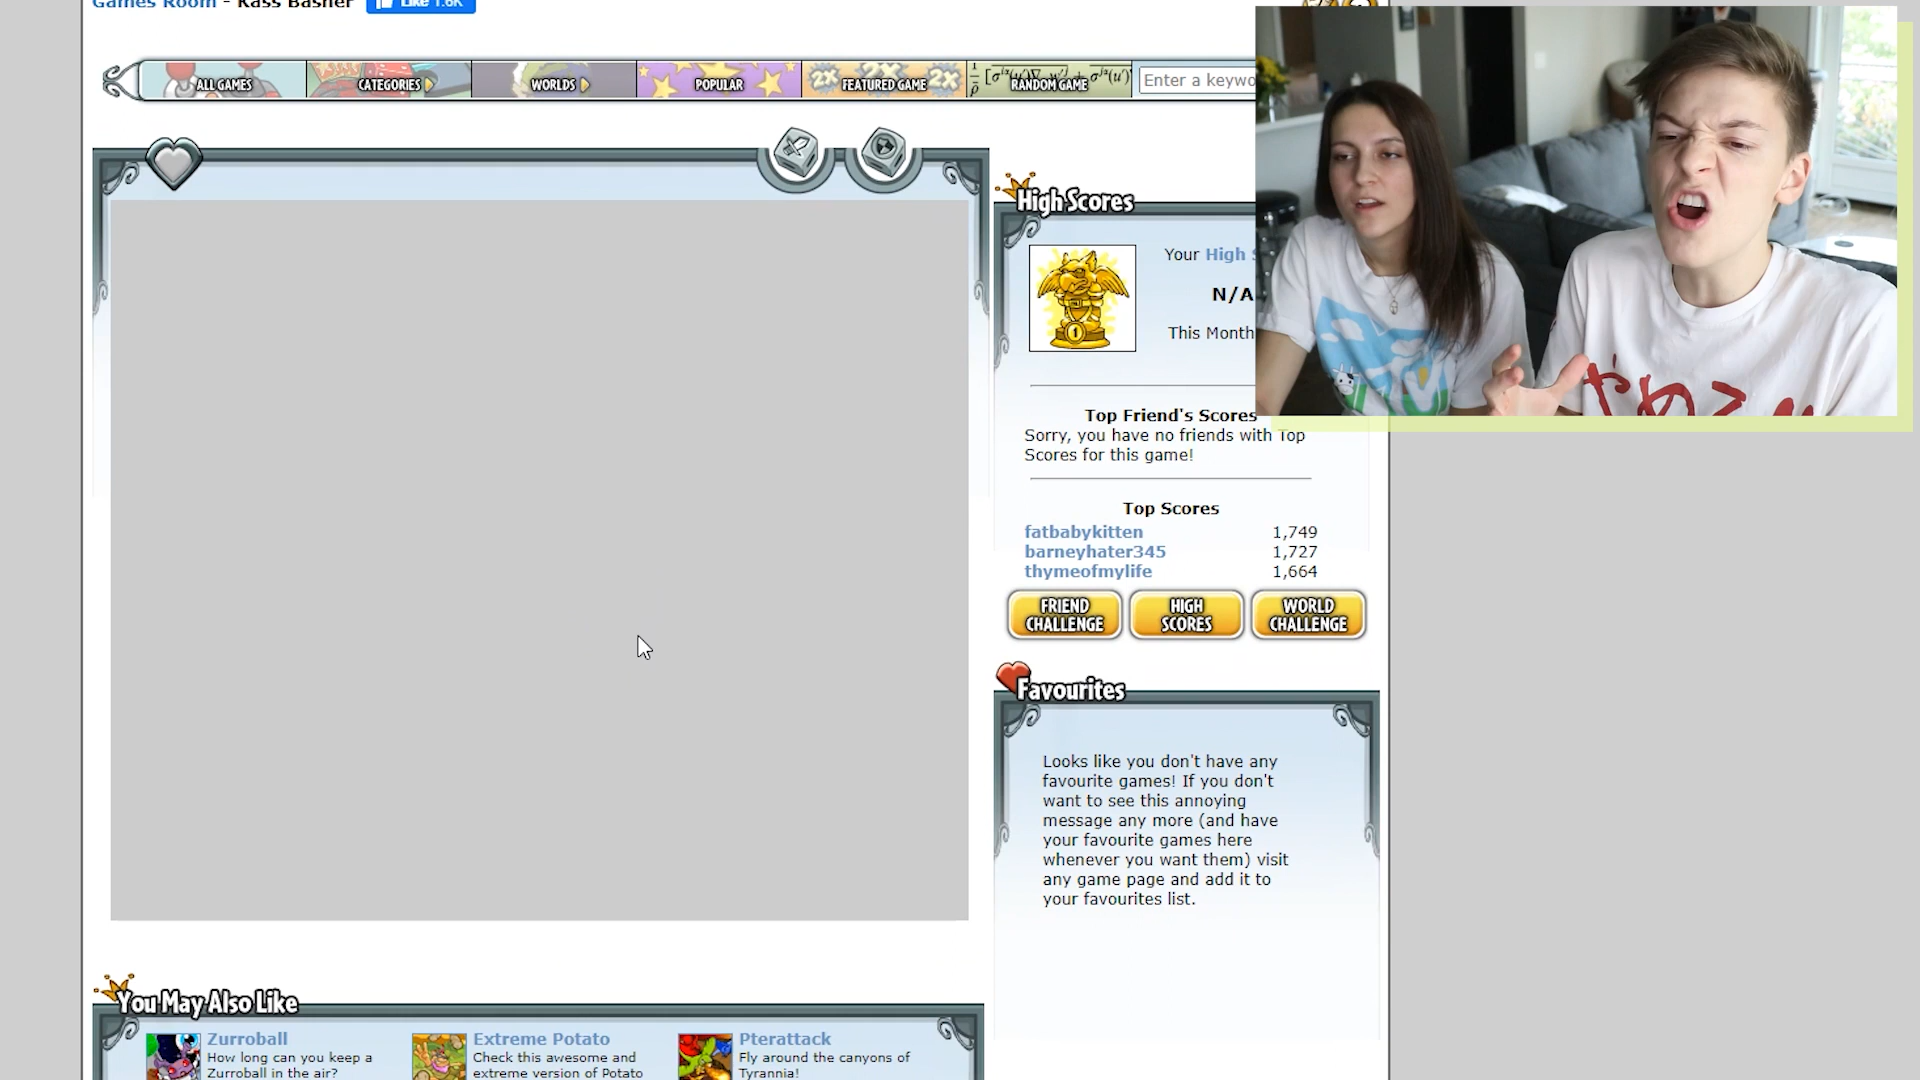 Games Room - Kass Basher
Like 1.6K
ALL GAMES
CATEGORIES
WORLDS
POPULAR
2X FEATURED GAME 2X
RANDOM GAME
Enter a keywo
High Scores
Your High S
N/A
This Month
Top Friend's Scores
Sorry, you have no friends with Top
Scores for this game!
Top Scores
fatbabykitten 1,749
barneyhater345 1,727
thymeofmylife 1,664
FRIEND
CHALLENGE
HIGH
SCORES
WORLD
CHALLENGE
Favourites
Looks like you don't have any
favourite games! If you don't
want to see this annoying
message any more (and have
your favourite games here
whenever you want them) visit
any game page and add it to
your favourites list.
You May Also Like
Zurroball
How long can you keep a
Zurroball in the air?
Extreme Potato
Check this awesome and
extreme version of Potato
Pterattack
Fly around the canyons of
Tyrannia!